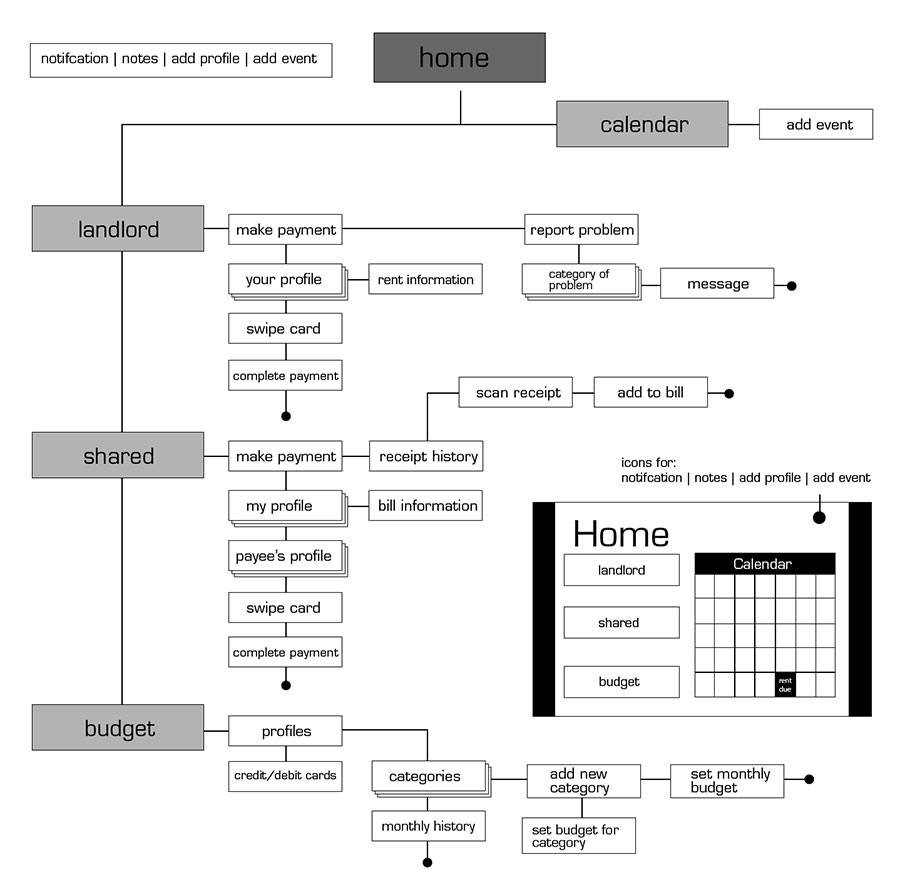 notifcation | notes | add profile | add event
home
calendar
add event
landlord
make payment
report problem
your profile
rent information
category of
problem
message
swipe card
complete payment
scan receipt
add to bill
shared
make payment
receipt history
my profile
bill information
payee's profile
swipe card
complete payment
icons for:
notifcation | notes | add profile | add event
Home
landlord
shared
budget
Calendar
rent
due
budget
profiles
credit/debit cards
categories
add new
category
set monthly
budget
monthly history
set budget for
category